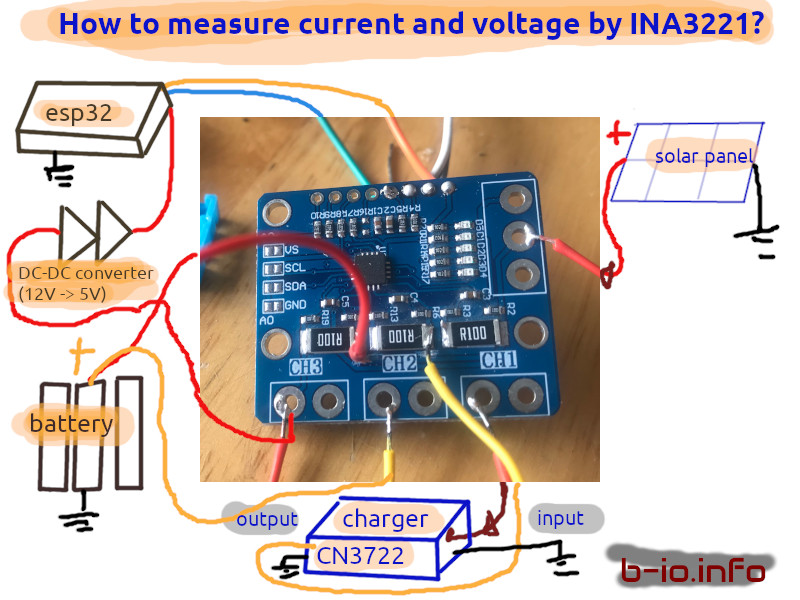 How to measure current and voltage by INA3221?
esp32
solar panel
DC-DC converter
(12V -> 5V)
VS
SCL
SDA
GND
A0
C5
R19
C4
R13
R6
C3
R3
R2
R100
R100
R100
CH3
CH2
CH1
+
battery
+
output
charger
input
CN3722
b-io.info